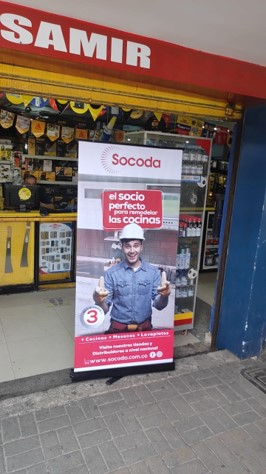 SAMIR
Socoda
el socio
perfecto
para remodelar
las cocinas
3
• Cocinas • Mesones • Lavaplatos
Visite nuestras tiendas y
Distribuidores a nivel nacional
www.socoda.com.co